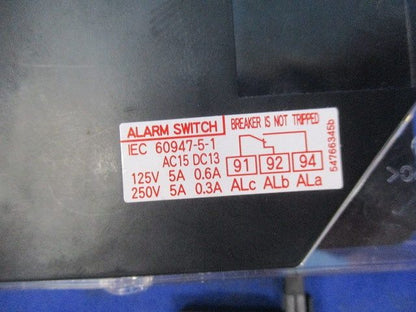 ALARM SWITCH
BREAKER IS NOT TRIPPED
IEC 60947-5-1
AC15 DC13
125V 5A 0.6A
250V 5A 0.3A
91 92 94
ALc ALb ALa
54766345b